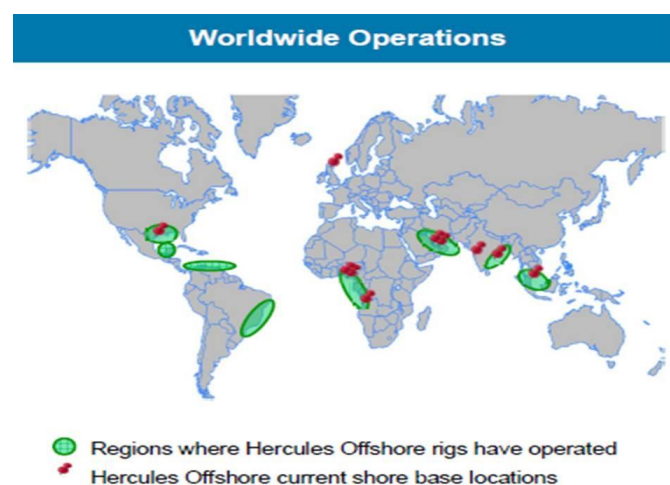 Worldwide Operations
Regions where Hercules Offshore rigs have operated
Hercules Offshore current shore base locations